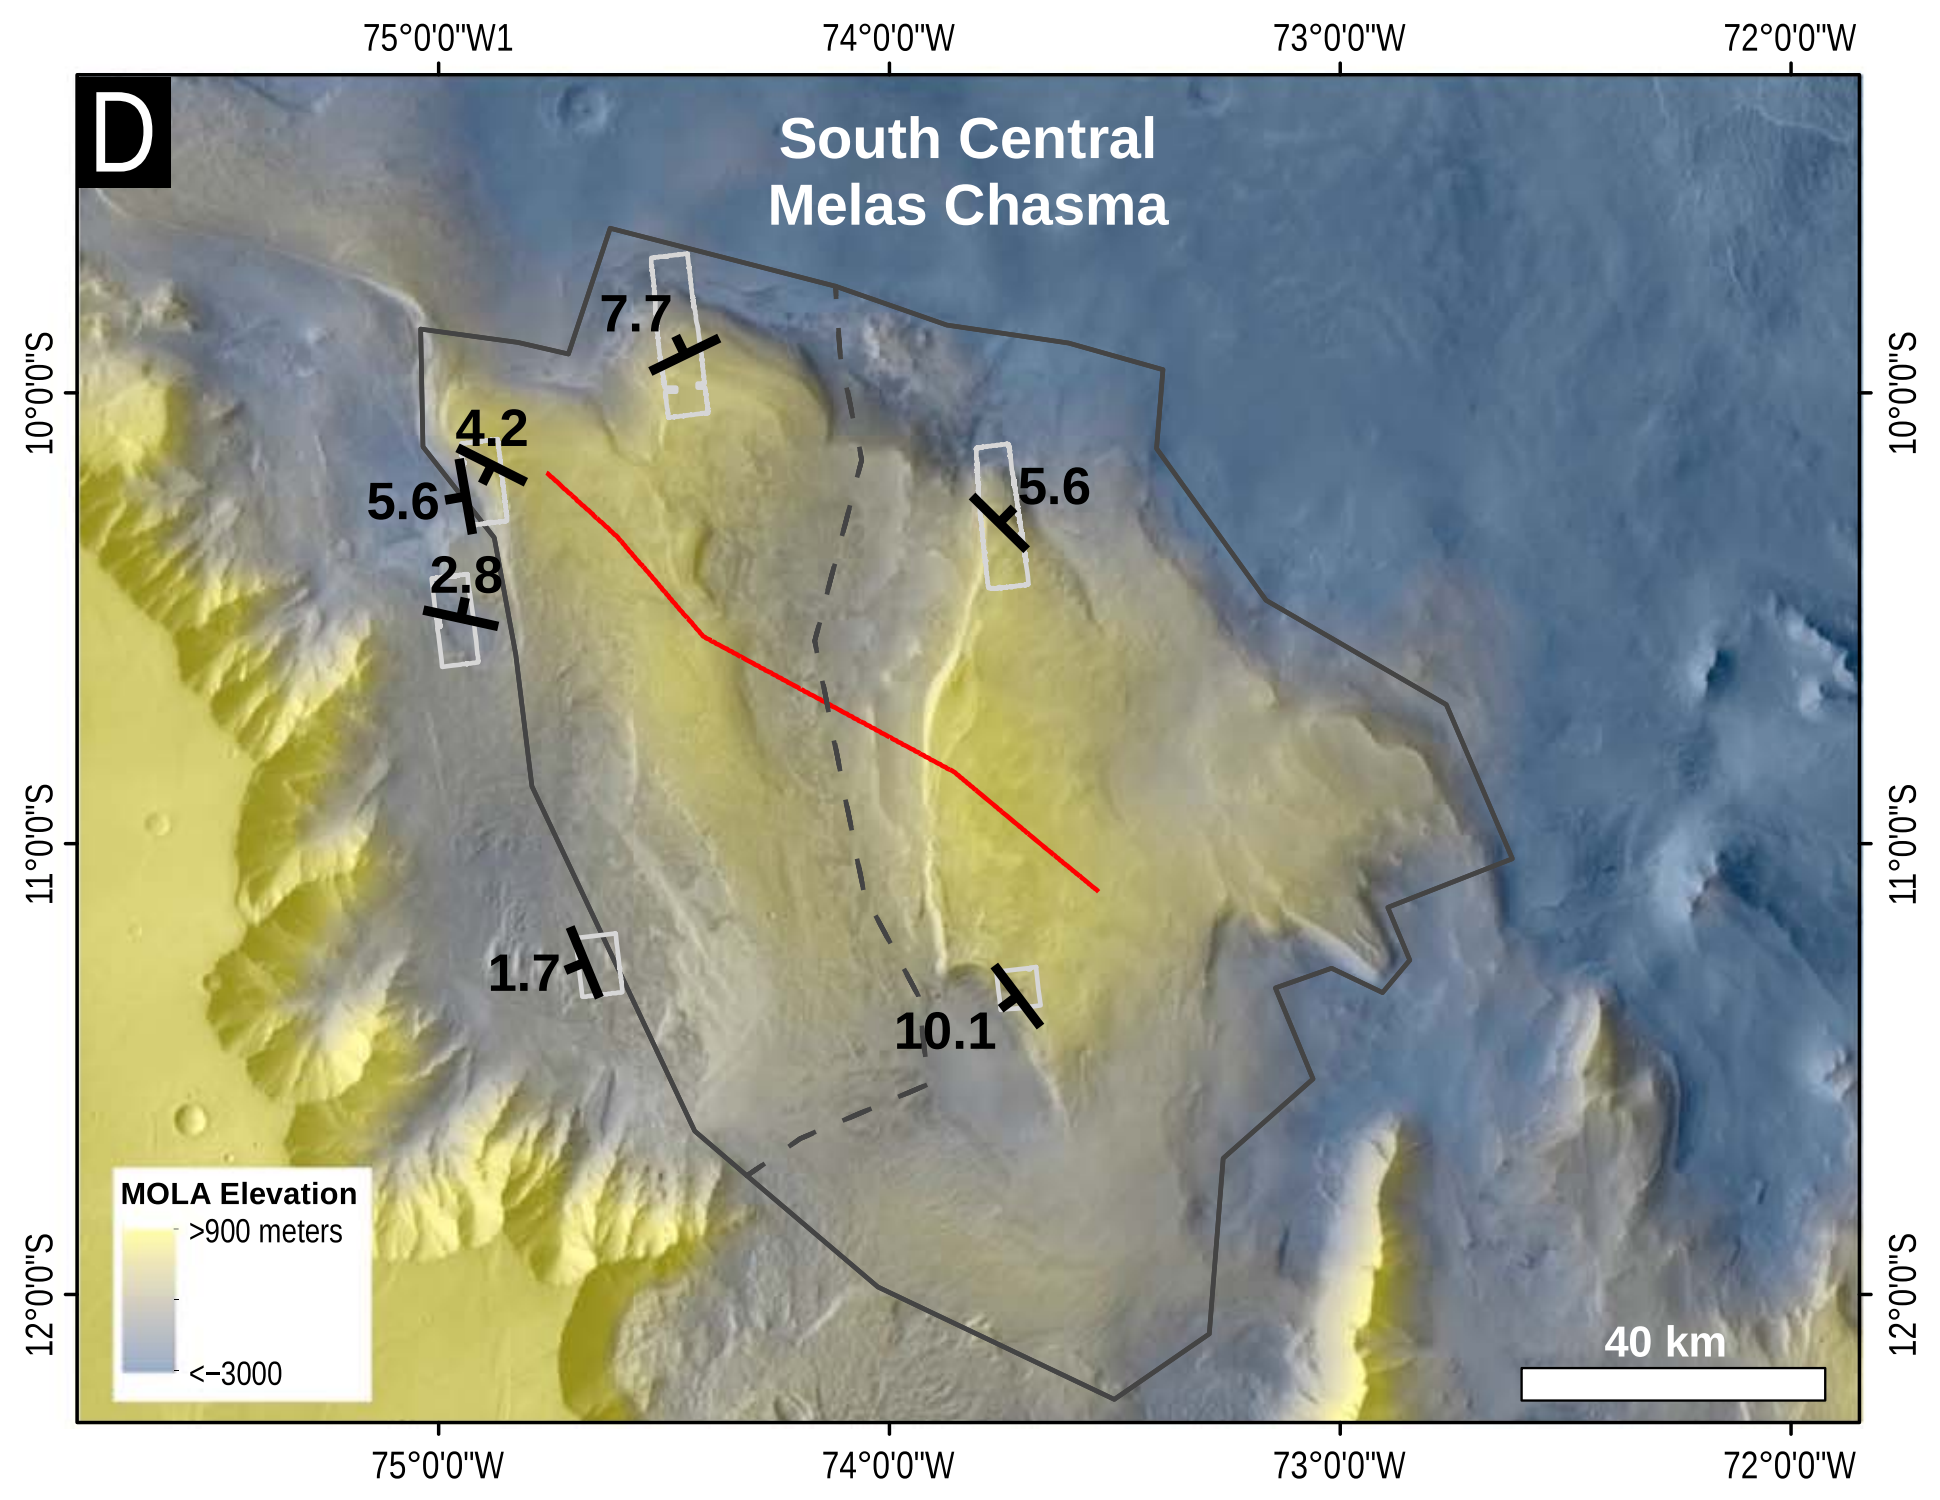 75°0'0"W1
74°0'0"W
73°0'0"W
72°0'0"W
D
South Central
Melas Chasma
7.7
10°0'0"S
10°0'0"S
4.2
5.6
5.6
2.8
11°0'0"S
11°0'0"S
1.7
10.1
MOLA Elevation
>900 meters
<−3000
12°0'0"S
12°0'0"S
40 km
75°0'0"W
74°0'0"W
73°0'0"W
72°0'0"W